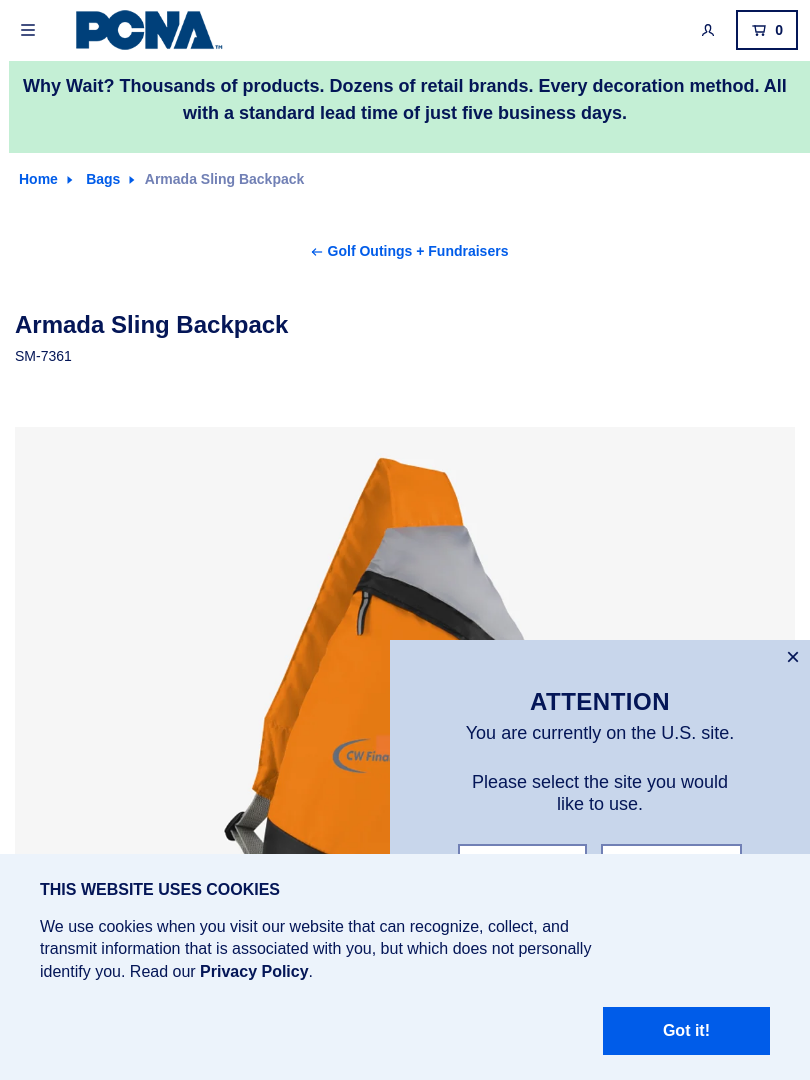 PCNA™
0
Why Wait? Thousands of products. Dozens of retail brands. Every decoration method. All
with a standard lead time of just five business days.
Home Bags Armada Sling Backpack
Golf Outings + Fundraisers
Armada Sling Backpack
SM-7361
CW
ATTENTION
You are currently on the U.S. site.
Please select the site you would
like to use.
THIS WEBSITE USES COOKIES
We use cookies when you visit our website that can recognize, collect, and
transmit information that is associated with you, but which does not personally
identify you. Read our Privacy Policy.
Got it!